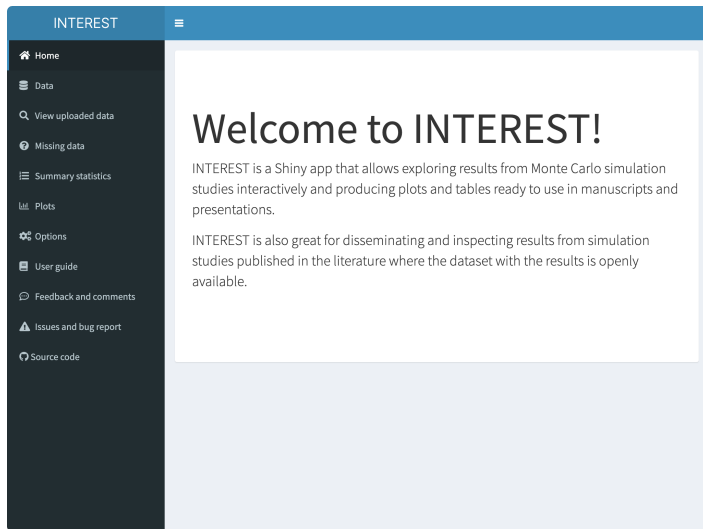 INTEREST
Home
Data
View uploaded data
Missing data
Summary statistics
Plots
Options
User guide
Feedback and comments
Issues and bug report
Source code
Welcome to INTEREST!
INTEREST is a Shiny app that allows exploring results from Monte Carlo simulation
studies interactively and producing plots and tables ready to use in manuscripts and
presentations.
INTEREST is also great for disseminating and inspecting results from simulation
studies published in the literature where the dataset with the results is openly
available.